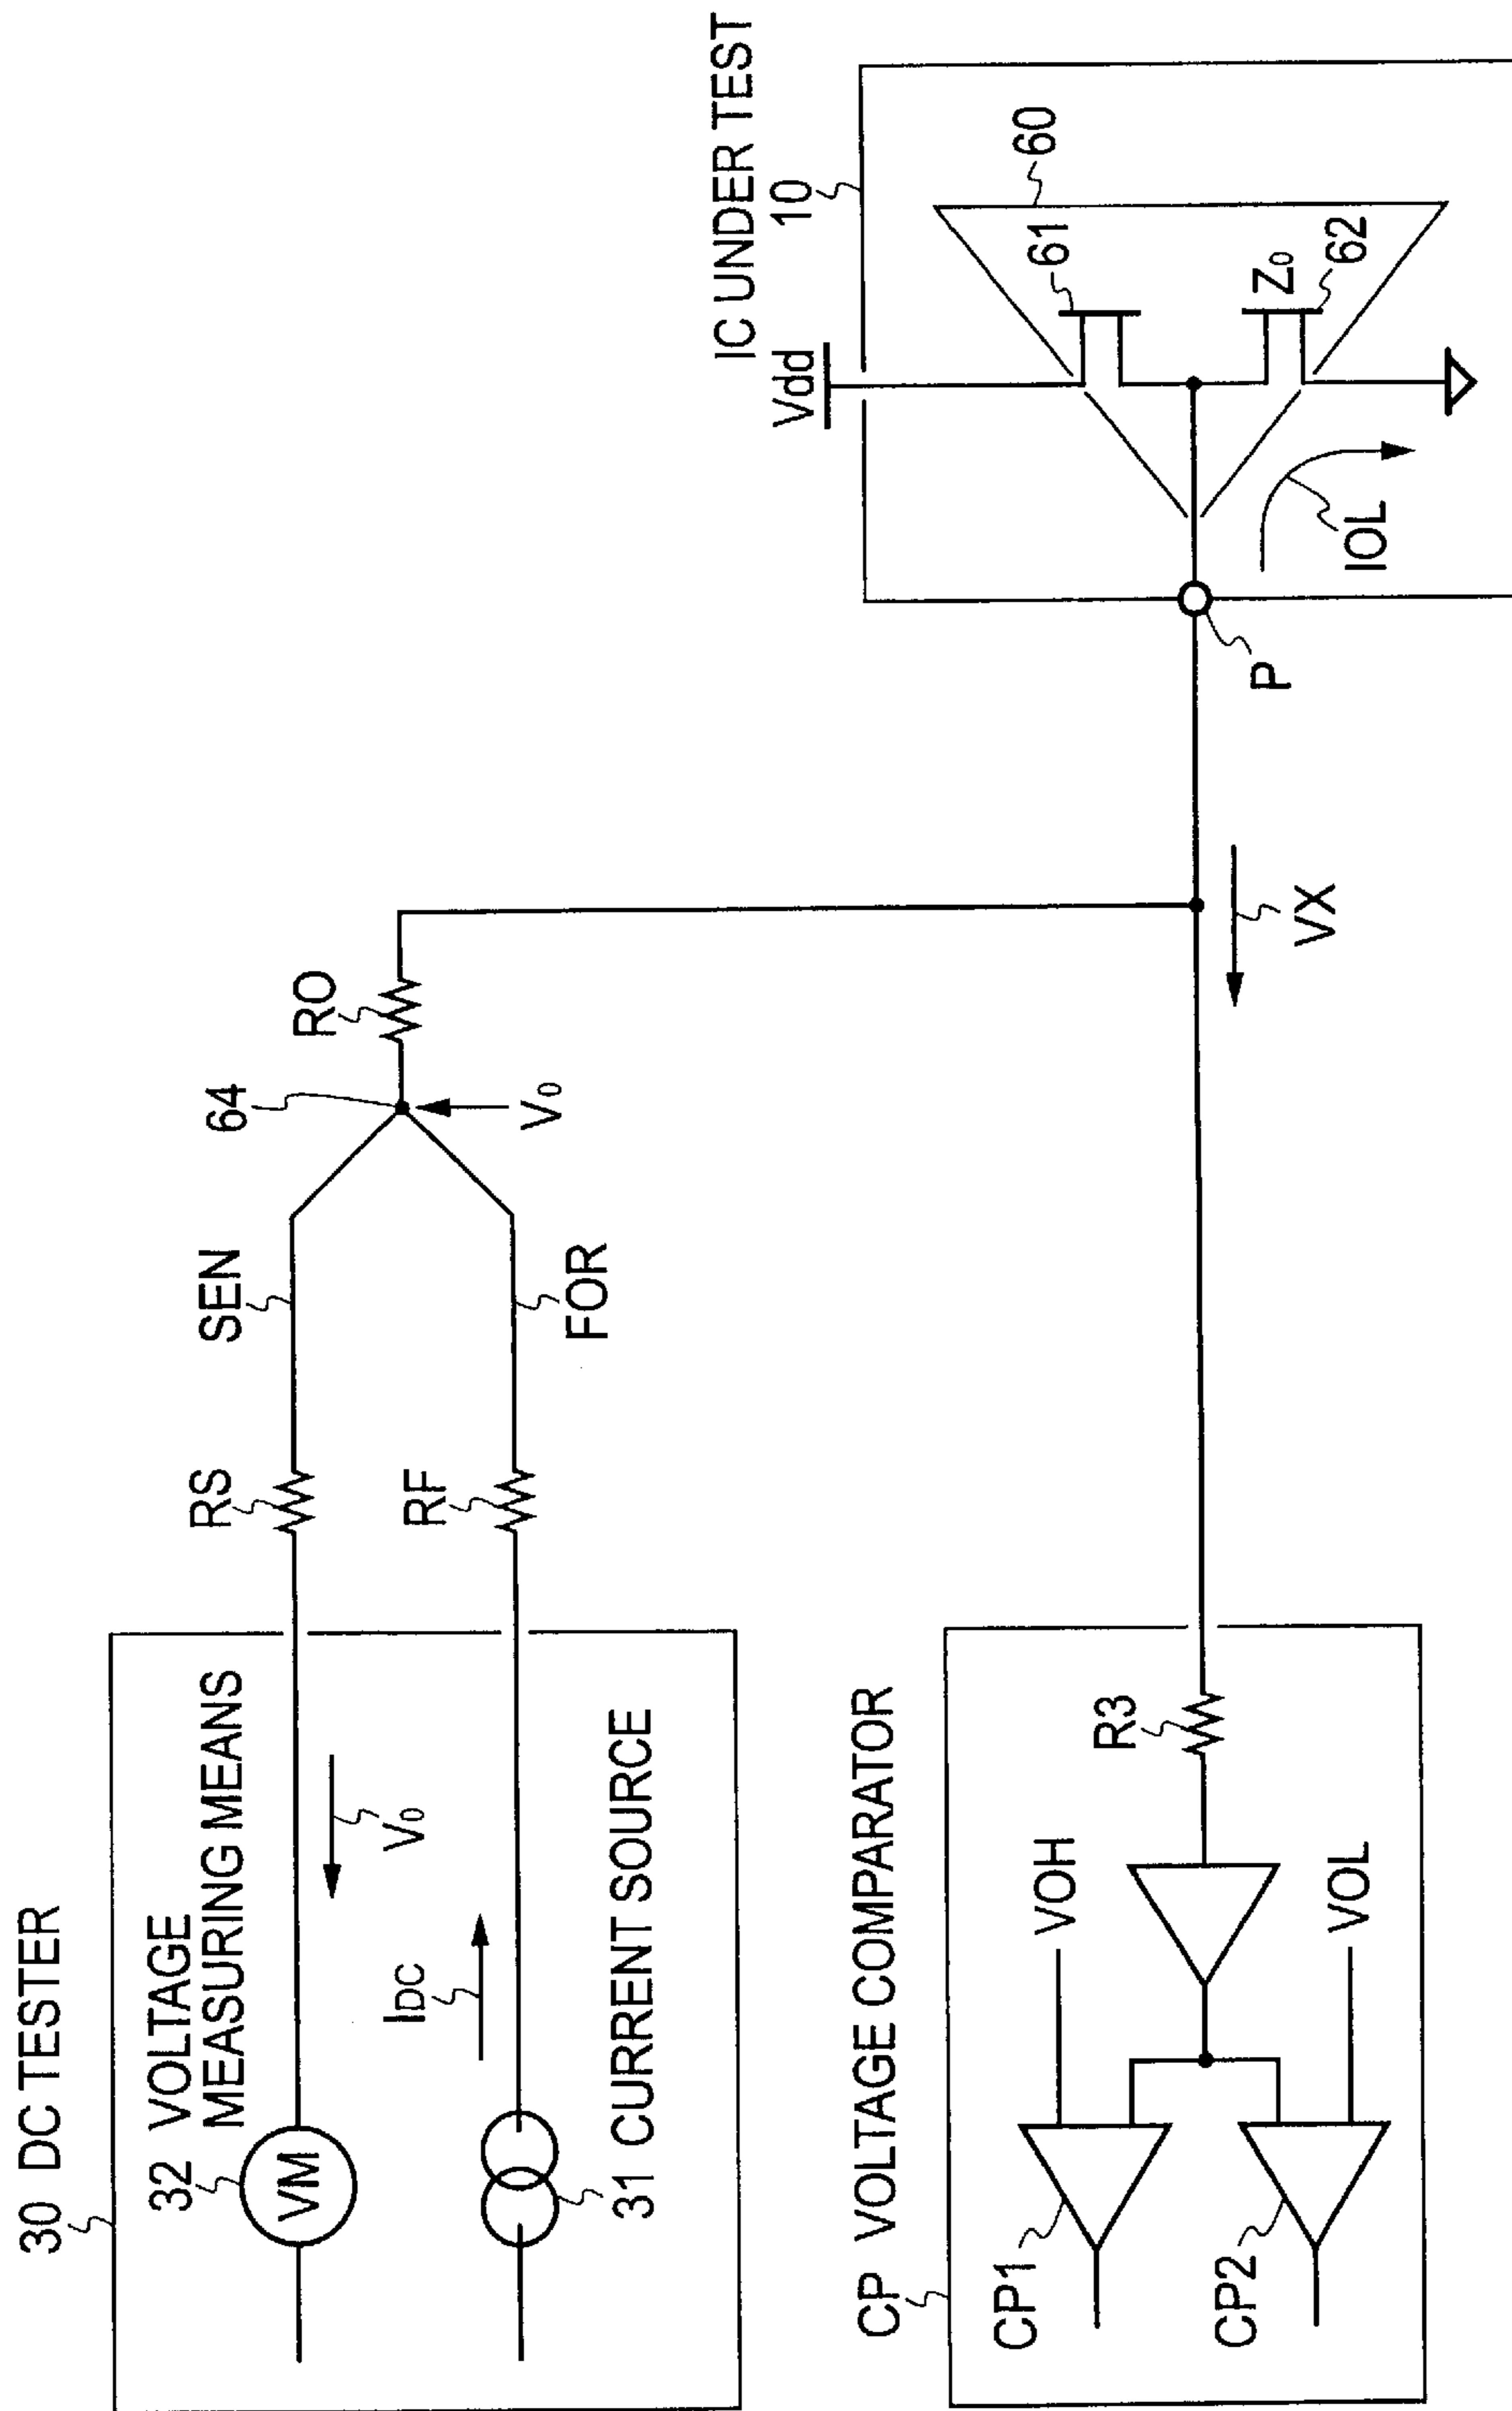 30 DC TESTER
32 VOLTAGE
MEASURING MEANS
VM
V₀
I_DC
31 CURRENT SOURCE
RS
RF
SEN
FOR
64
V₀
RO
CP VOLTAGE COMPARATOR
CP1
CP2
VOH
VOL
R3
VX
P
IC UNDER TEST
10
Vdd
60
61
Z₀
62
IOL